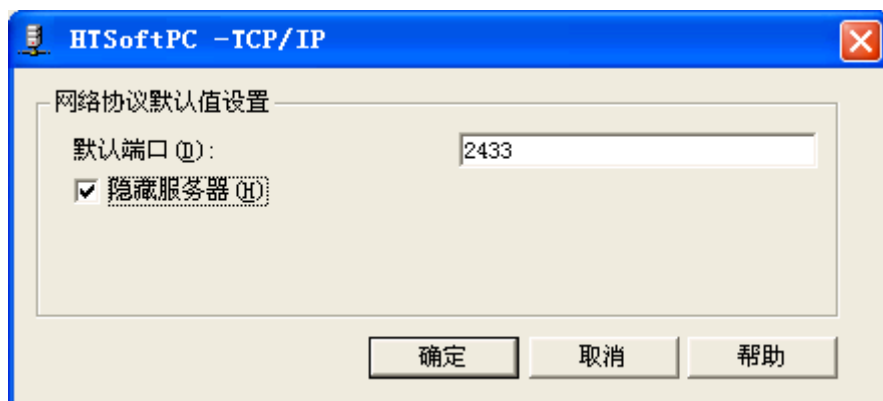 HTSoftPC -TCP/IP
网络协议默认值设置
默认端口(D):
2433
隐藏服务器(H)
确定 取消 帮助